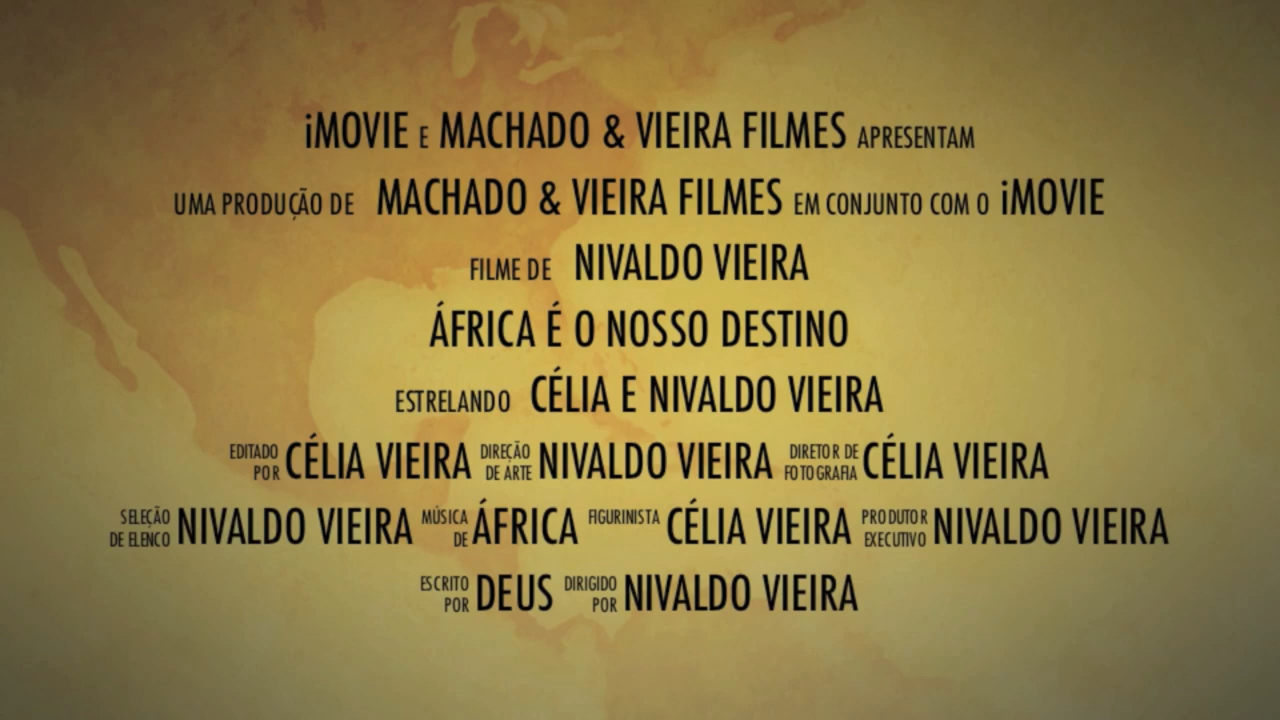 iMOVIE E MACHADO & VIEIRA FILMES APRESENTAM
UMA PRODUÇÃO DE MACHADO & VIEIRA FILMES EM CONJUNTO COM O iMOVIE
FILME DE NIVALDO VIEIRA
ÁFRICA É O NOSSO DESTINO
ESTRELANDO CÉLIA E NIVALDO VIEIRA
EDITADO POR CÉLIA VIEIRA DIREÇÃO DE ARTE NIVALDO VIEIRA DIRETOR DE FOTOGRAFIA CÉLIA VIEIRA
SELEÇÃO DE ELENCO NIVALDO VIEIRA MÚSICA DE ÁFRICA FIGURINISTA CÉLIA VIEIRA PRODUTOR EXECUTIVO NIVALDO VIEIRA
ESCRITO POR DEUS DIRIGIDO POR NIVALDO VIEIRA